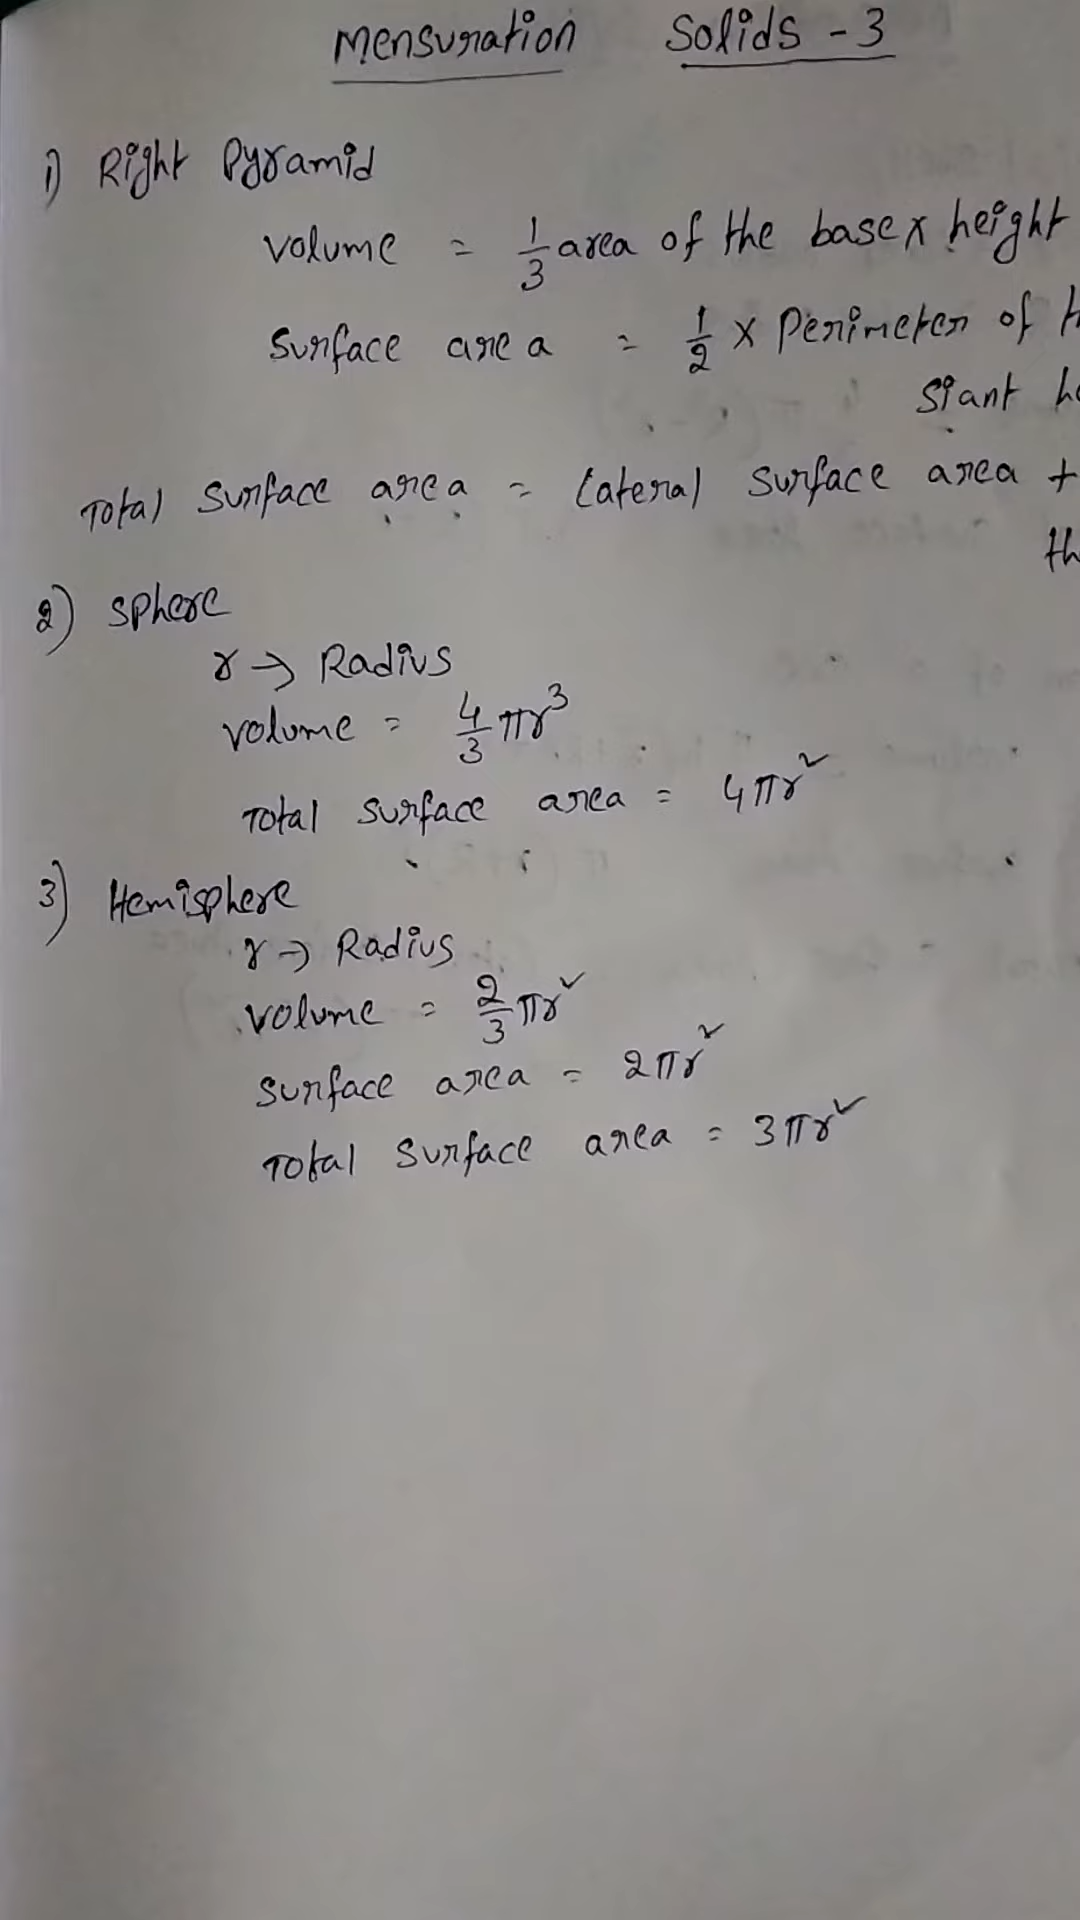 Mensuration Solids - 3
1) Right Pyramid
volume = 1/3 area of the base x height
Surface area = 1/2 x Perimeter of
Slant
Total surface area = Lateral surface area +
2) Sphere
r → Radius
volume = 4/3 πr³
Total surface area = 4πr²
3) Hemisphere
r → Radius
volume = 2/3 πr²
surface area = 2πr²
Total surface area = 3πr²